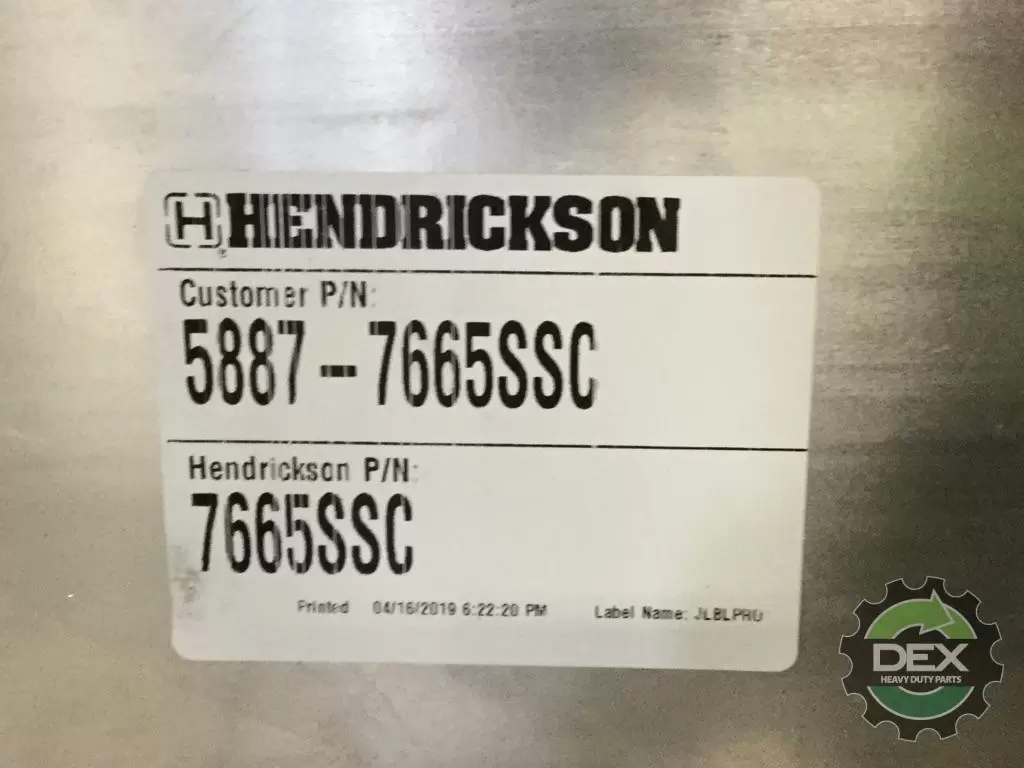 H® HENDRICKSON
Customer P/N:
5887-7665SSC
Hendrickson P/N:
7665SSC
Printed 04/16/2019 6:22:20 PM Label Name: JLBLPRO
DEX
HEAVY DUTY PARTS